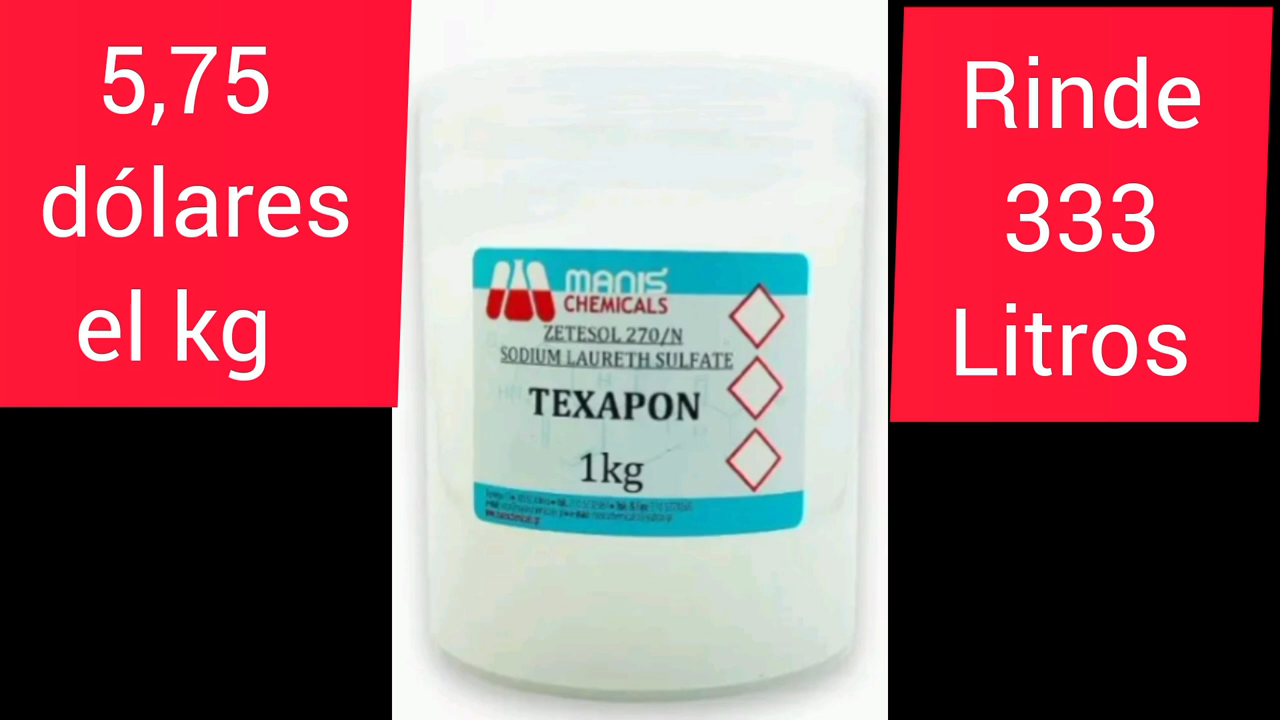 5,75
dólares
el kg
MANIS
CHEMICALS
ZETESOL 270/N
SODIUM LAURETH SULFATE
TEXAPON
1kg
Rinde
333
Litros